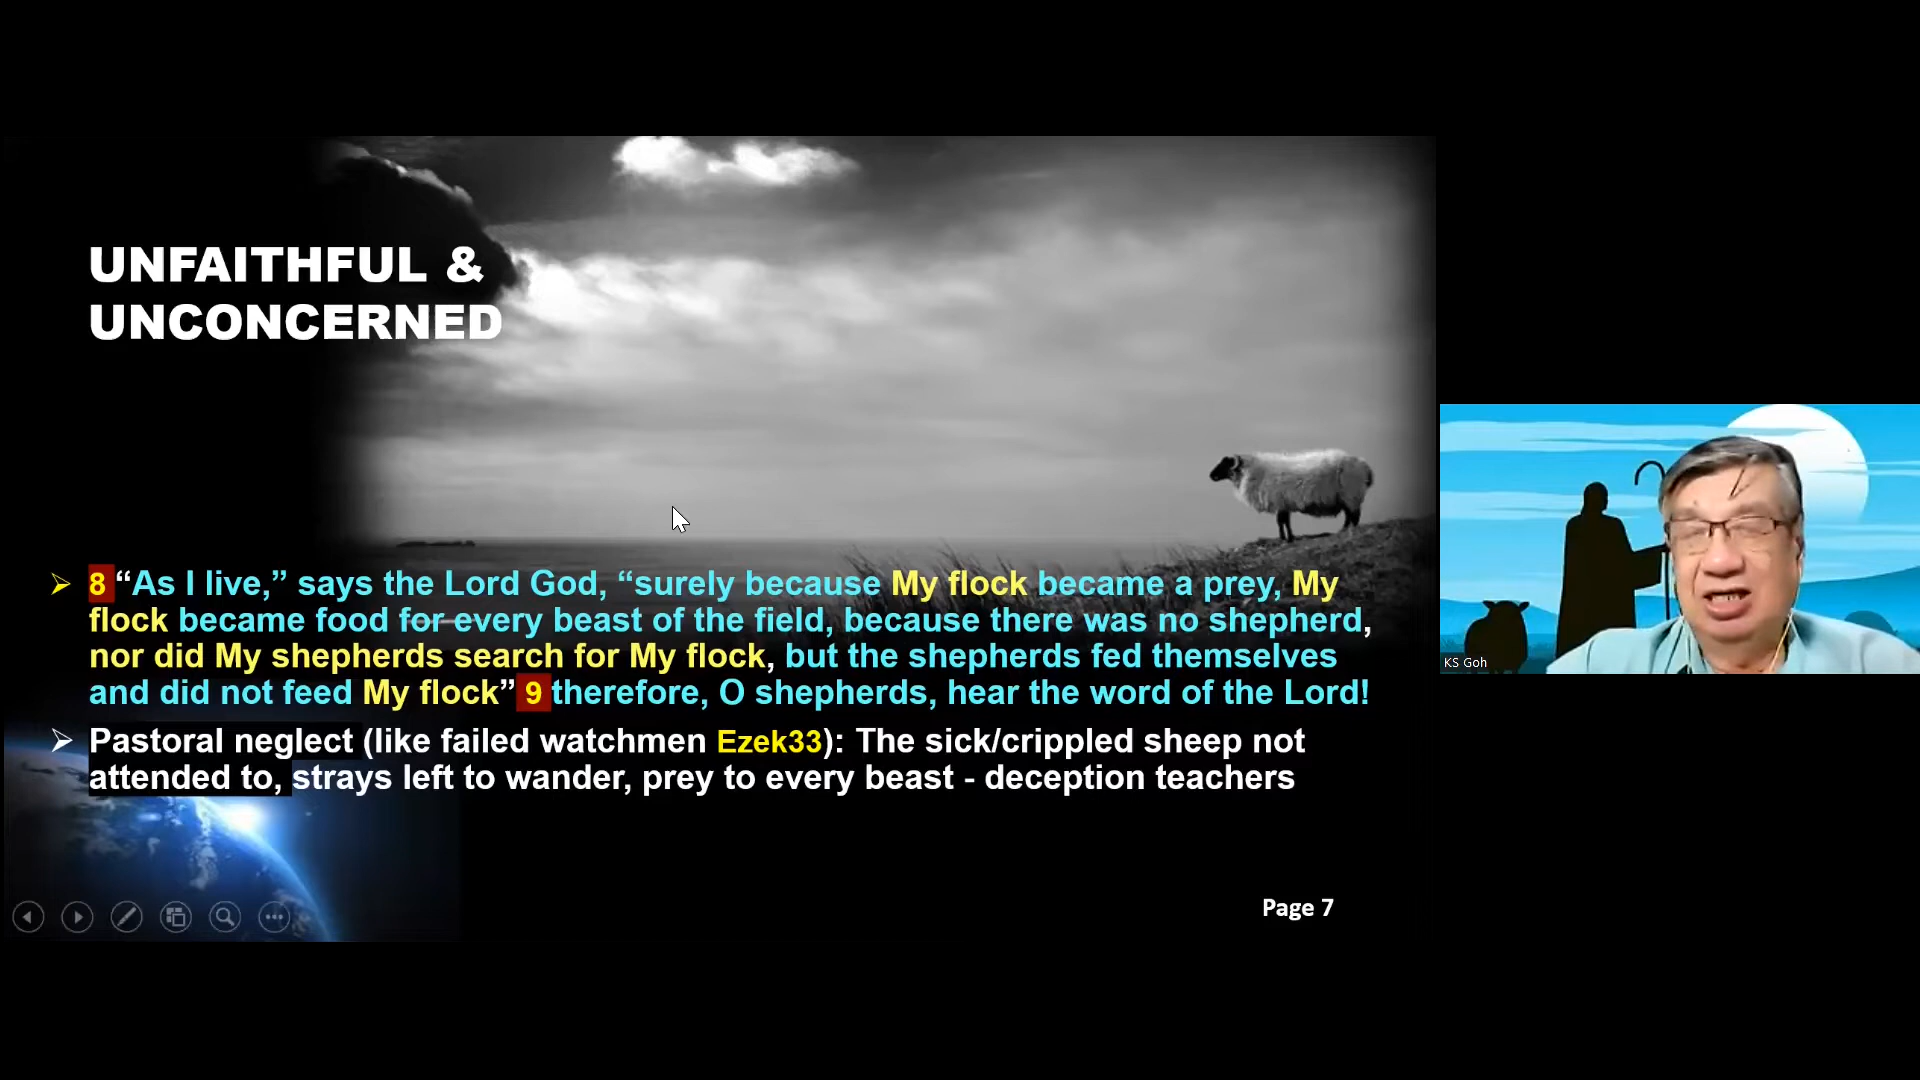 UNFAITHFUL &
UNCONCERNED
8 “As I live,” says the Lord God, “surely because My flock became a prey, My
flock became food for every beast of the field, because there was no shepherd,
nor did My shepherds search for My flock, but the shepherds fed themselves
and did not feed My flock” 9 therefore, O shepherds, hear the word of the Lord!
Pastoral neglect (like failed watchmen Ezek33): The sick/crippled sheep not
attended to, strays left to wander, prey to every beast - deception teachers
Page 7
KS Goh